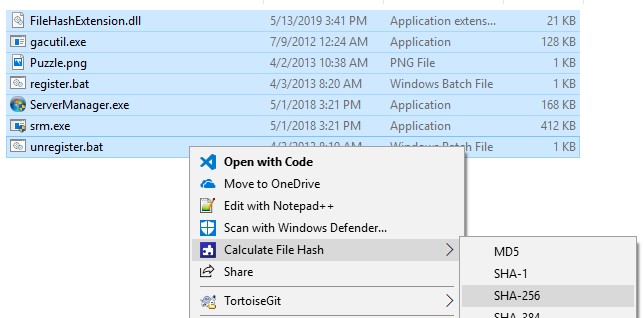 FileHashExtension.dll 5/13/2019 3:41 PM Application extens... 21 KB
gacutil.exe 7/9/2012 12:24 AM Application 128 KB
Puzzle.png 4/2/2013 10:38 AM PNG File 1 KB
register.bat 4/3/2013 8:20 AM Windows Batch File 1 KB
ServerManager.exe 5/1/2018 3:21 PM Application 168 KB
srm.exe 5/1/2018 3:21 PM Application 412 KB
unregister.bat 4/3/2013 8:19 AM Windows Batch File 1 KB
Open with Code
Move to OneDrive
Edit with Notepad++
Scan with Windows Defender...
Calculate File Hash
MD5
Share
SHA-1
SHA-256
TortoiseGit
SHA-384